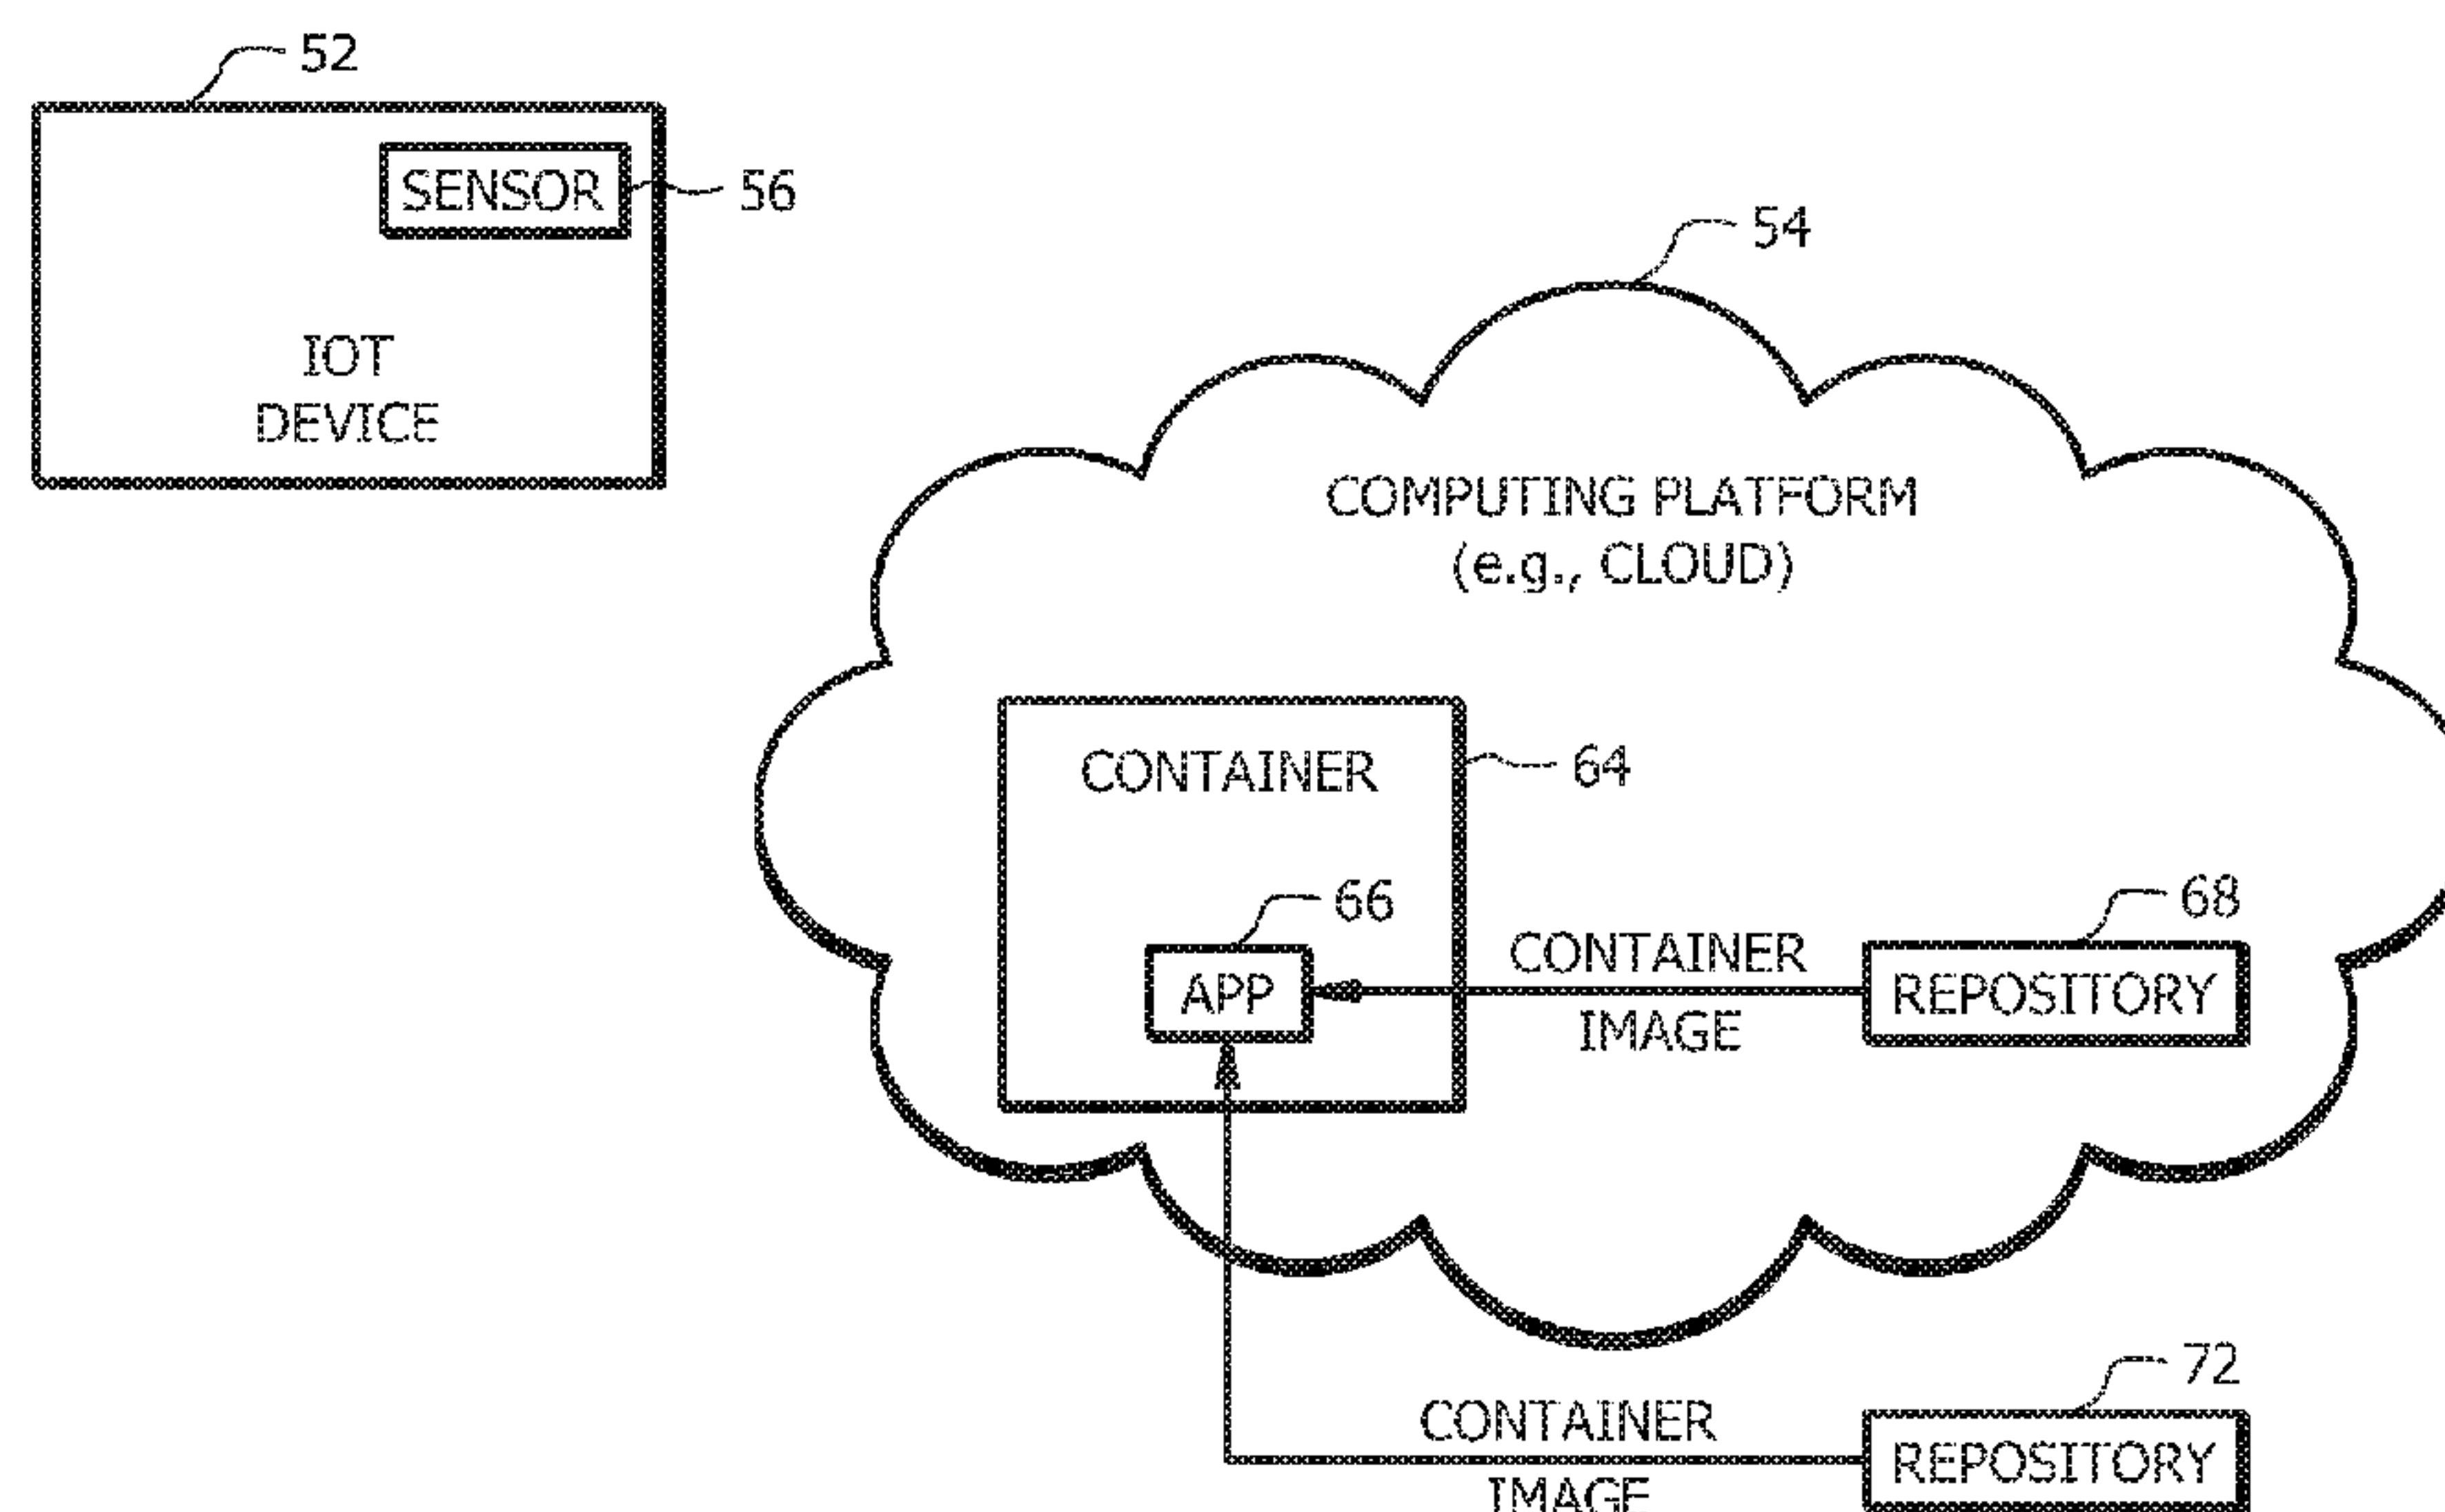 52
SENSOR
56
IOT
DEVICE
54
COMPUTING PLATFORM
(e.g., CLOUD)
CONTAINER
64
66
APP
CONTAINER
IMAGE
68
REPOSITORY
72
CONTAINER
IMAGE
REPOSITORY